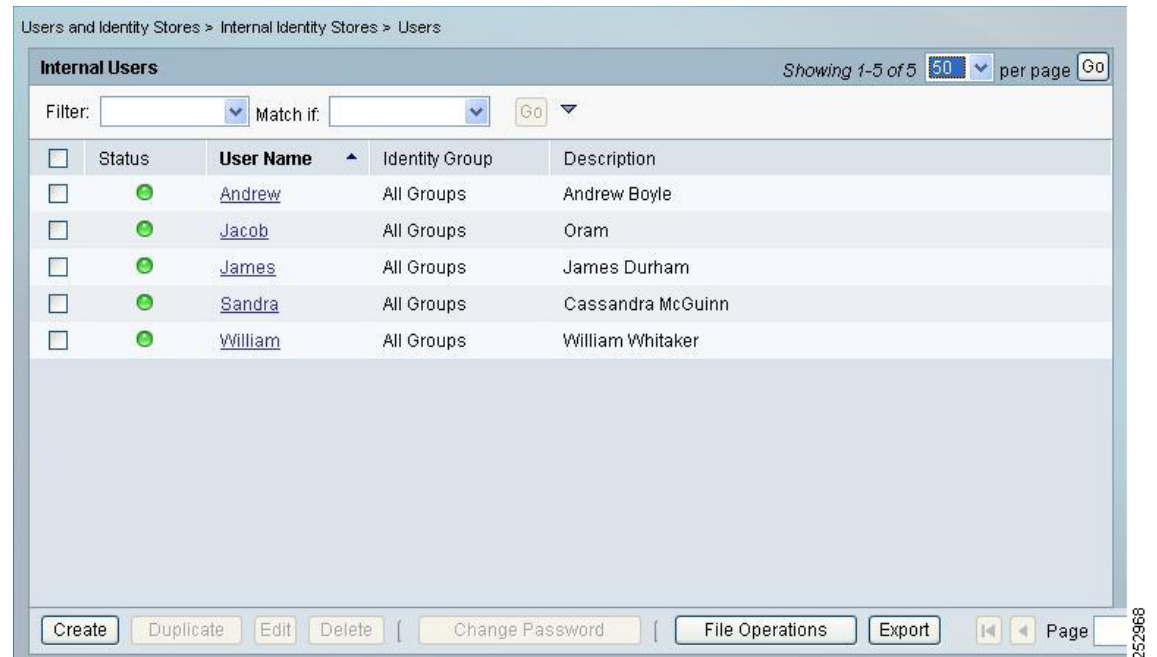 Users and Identity Stores > Internal Identity Stores > Users
Internal Users Showing 1-5 of 5 50 per page Go
Filter: Match if: Go
Status User Name Identity Group Description
Andrew All Groups Andrew Boyle
Jacob All Groups Oram
James All Groups James Durham
Sandra All Groups Cassandra McGuinn
William All Groups William Whitaker
Create Duplicate Edit Delete | Change Password | File Operations Export Page
252968